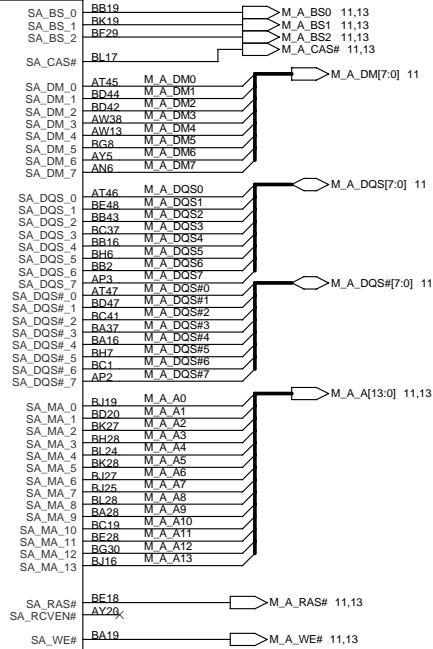 SA_BS_0 BB19 M_A_BS0 11,13
SA_BS_1 BK19 M_A_BS1 11,13
SA_BS_2 BF29 M_A_BS2 11,13
SA_CAS# BL17 M_A_CAS# 11,13
SA_DM_0 AT45 M_A_DM0 M_A_DM[7:0] 11
SA_DM_1 BD44 M_A_DM1
SA_DM_2 BD42 M_A_DM2
SA_DM_3 AW38 M_A_DM3
SA_DM_4 AW13 M_A_DM4
SA_DM_5 BG8 M_A_DM5
SA_DM_6 AY5 M_A_DM6
SA_DM_7 AN6 M_A_DM7
SA_DQS_0 AT46 M_A_DQS0 M_A_DQS[7:0] 11
SA_DQS_1 BE48 M_A_DQS1
SA_DQS_2 BB43 M_A_DQS2
SA_DQS_3 BC37 M_A_DQS3
SA_DQS_4 BB16 M_A_DQS4
SA_DQS_5 BH6 M_A_DQS5
SA_DQS_6 BB2 M_A_DQS6
SA_DQS_7 AP3 M_A_DQS7
SA_DQS#_0 AT47 M_A_DQS#0 M_A_DQS#[7:0] 11
SA_DQS#_1 BD47 M_A_DQS#1
SA_DQS#_2 BC41 M_A_DQS#2
SA_DQS#_3 BA37 M_A_DQS#3
SA_DQS#_4 BA16 M_A_DQS#4
SA_DQS#_5 BH7 M_A_DQS#5
SA_DQS#_6 BC1 M_A_DQS#6
SA_DQS#_7 AP2 M_A_DQS#7
SA_MA_0 BJ19 M_A_A0 M_A_A[13:0] 11,13
SA_MA_1 BD20 M_A_A1
SA_MA_2 BK27 M_A_A2
SA_MA_3 BH28 M_A_A3
SA_MA_4 BL24 M_A_A4
SA_MA_5 BK28 M_A_A5
SA_MA_6 BJ27 M_A_A6
SA_MA_7 BJ25 M_A_A7
SA_MA_8 BL28 M_A_A8
SA_MA_9 BA28 M_A_A9
SA_MA_10 BC19 M_A_A10
SA_MA_11 BE28 M_A_A11
SA_MA_12 BG30 M_A_A12
SA_MA_13 BJ16 M_A_A13
SA_RAS# BE18 M_A_RAS# 11,13
SA_RCVEN# AY20
SA_WE# BA19 M_A_WE# 11,13